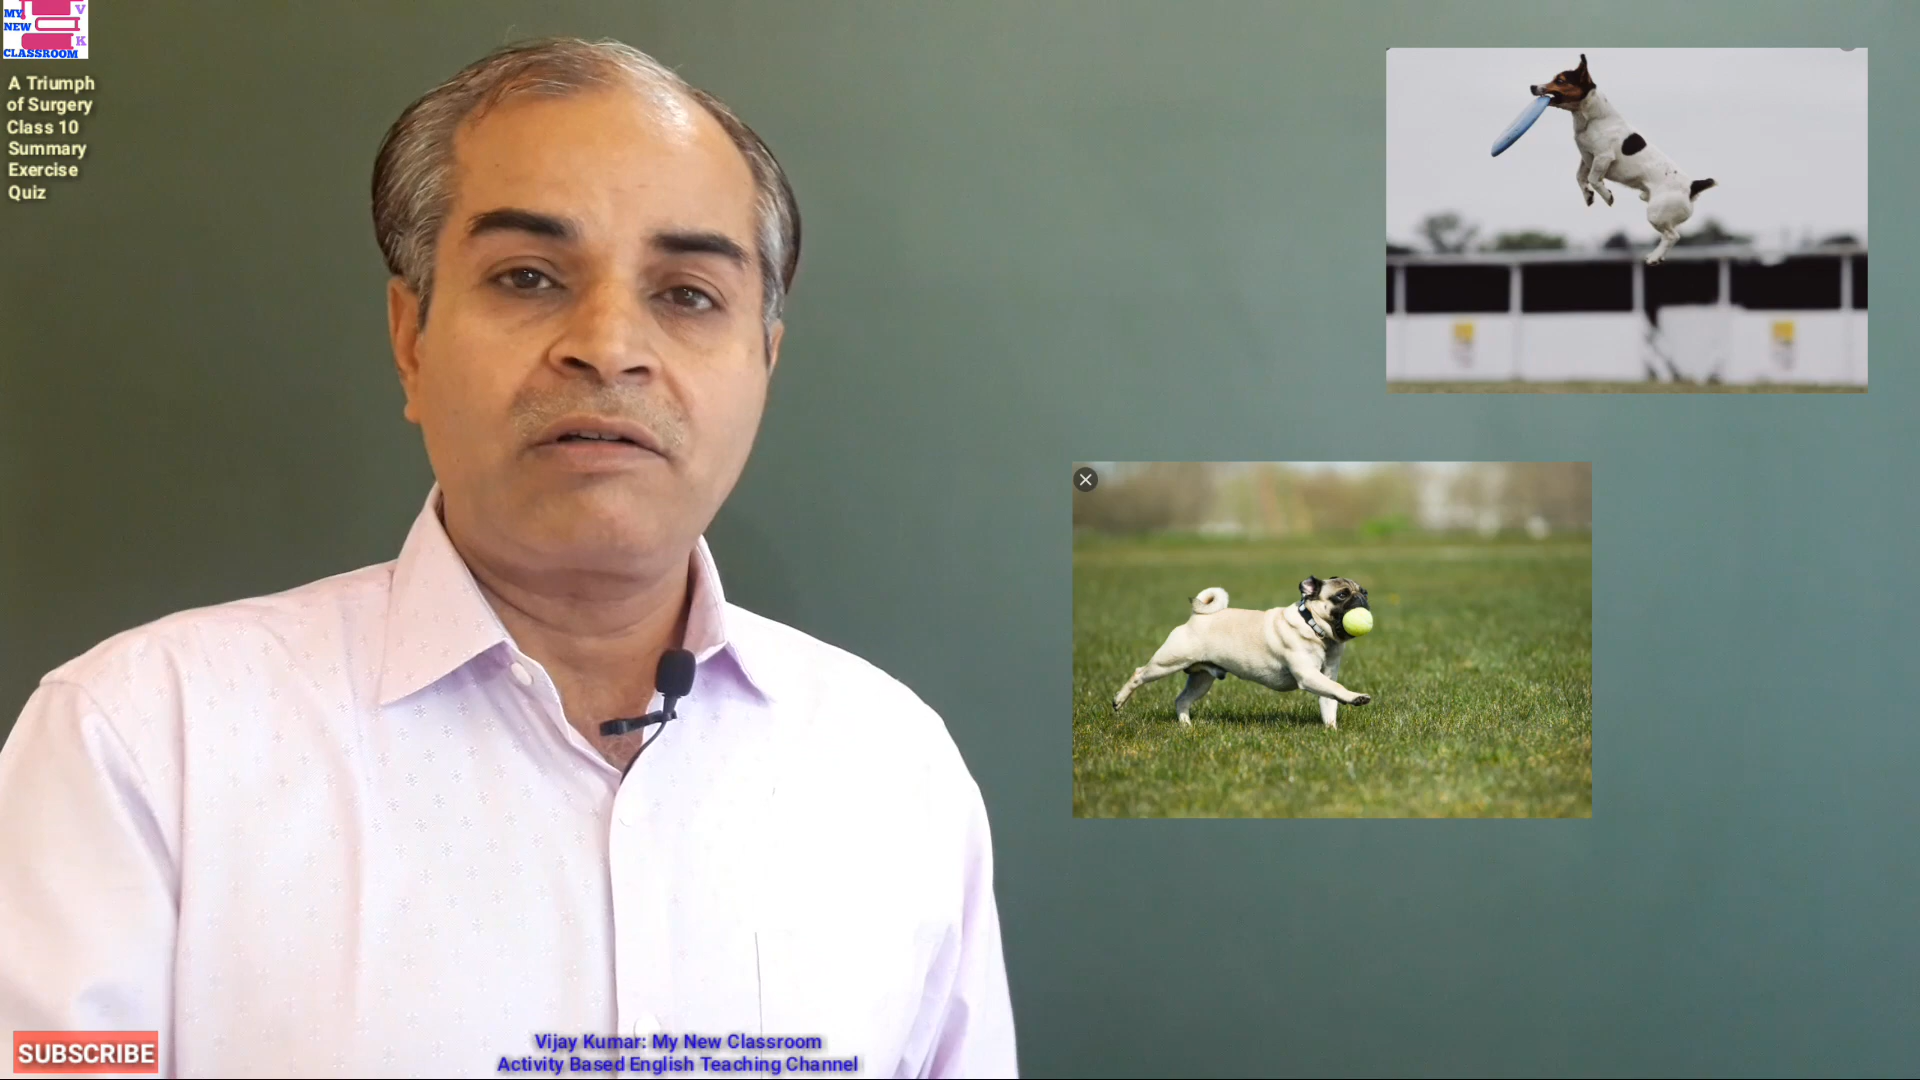 MY V
NEW
K
CLASSROOM
A Triumph
of Surgery
Class 10
Summary
Exercise
Quiz
SUBSCRIBE
Vijay Kumar: My New Classroom
Activity Based English Teaching Channel